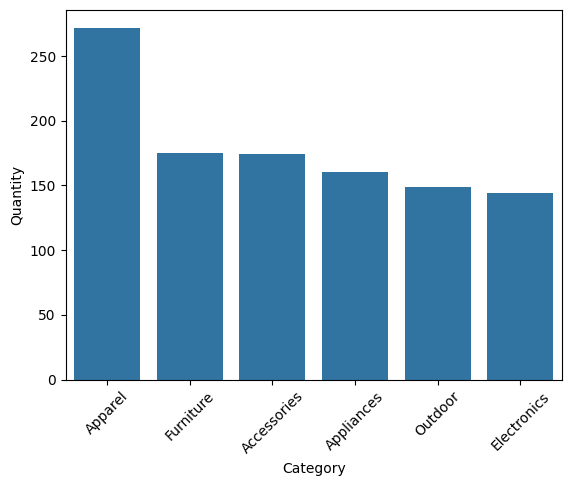 250
200
150
100
50
0
Quantity
Apparel
Furniture
Accessories
Appliances
Outdoor
Electronics
Category